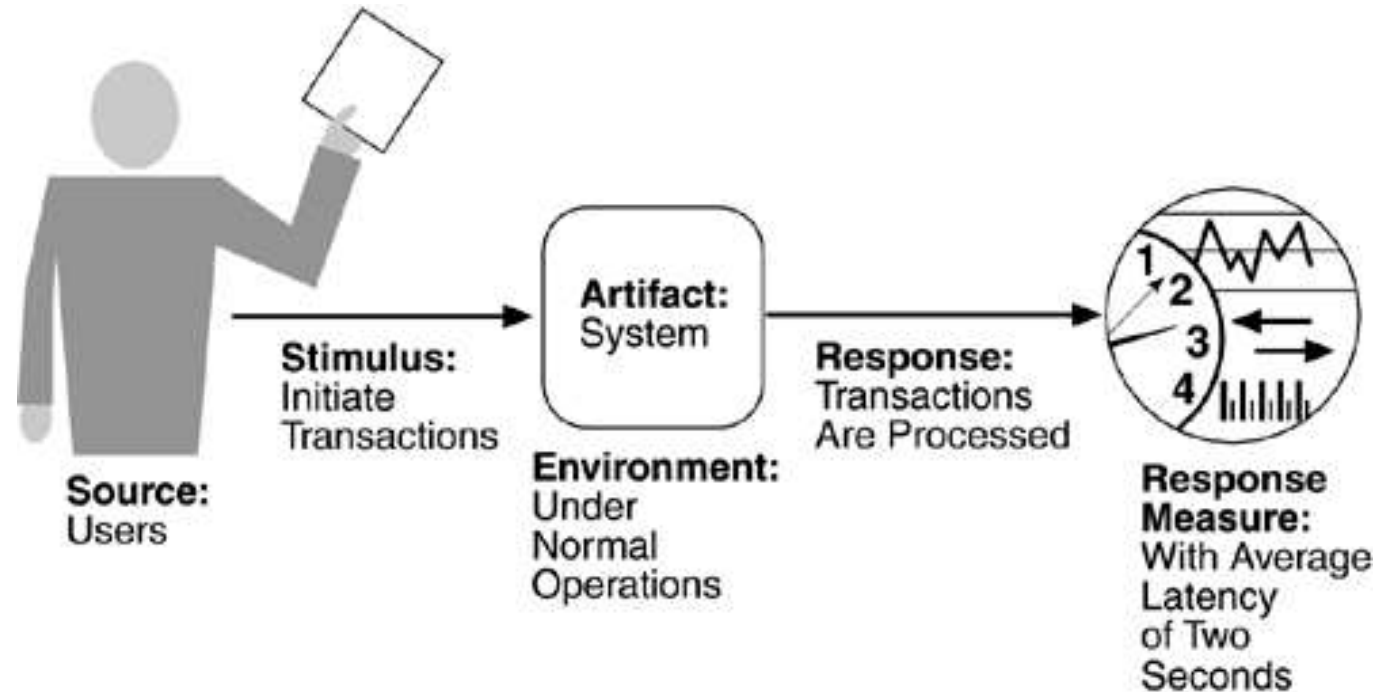 Source:
Users
Stimulus:
Initiate
Transactions
Artifact:
System
Environment:
Under
Normal
Operations
Response:
Transactions
Are Processed
1
2
3
4
Response
Measure:
With Average
Latency
of Two
Seconds